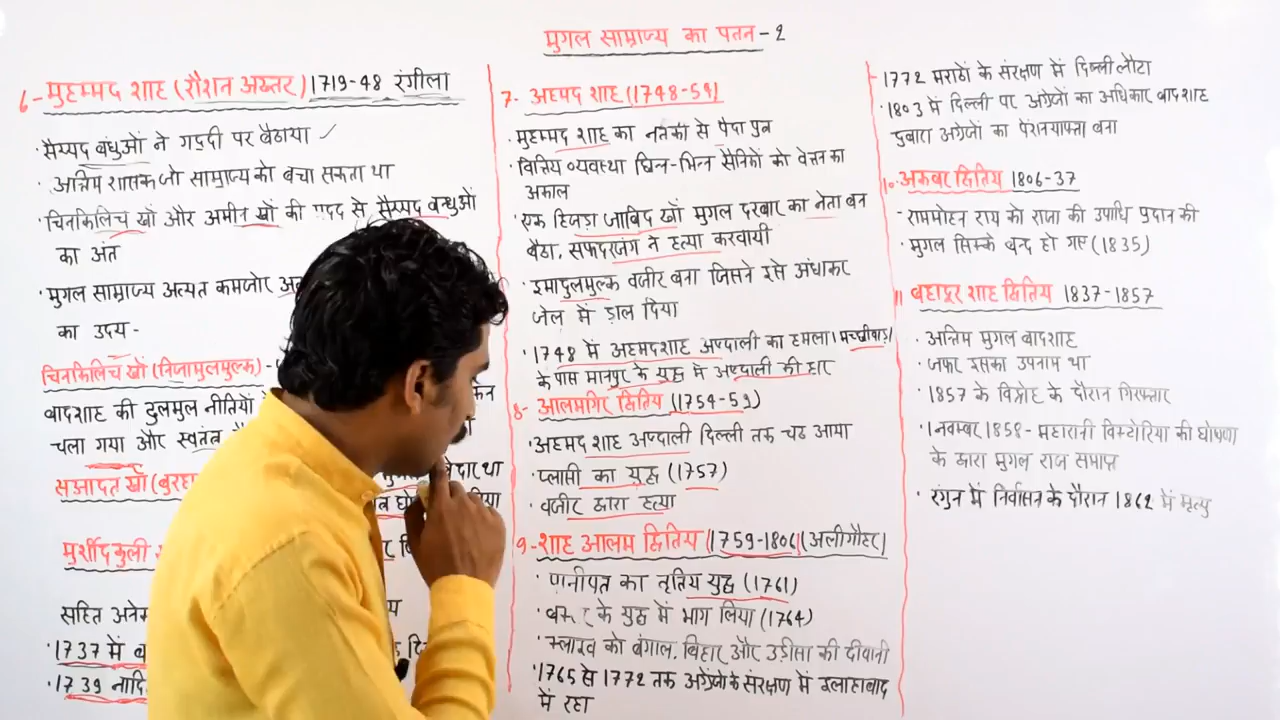 मुगल साम्राज्य का पतन - 2
6- मुहम्मद शाह (रौशन अख्तर) 1719-48 रंगीला
सैय्यद बंधुओं ने गद्दी पर बैठाया ✓
· अन्तिम शासक जो साम्राज्य को बचा सकता था
· चिनकिलिच खाँ और अमीन खाँ की मदद से सैय्यद बन्धुओं
का अंत
· मुगल साम्राज्य अत्यंत कमजोर
का उदय -
चिनकिलिच खाँ (निजामुलमुल्क) -
बादशाह की ढुलमुल नीतियों
चला गया और स्वतंत्र
सआदत खाँ (बुरहा
मुर्शीदकुली
सहित अनेक
· 1737 में
· 1739 नादि
7- अहमद शाह (1748-59)
· मुहम्मद शाह का नर्तकी से पैदा पुत्र
· वित्तिय व्यवस्था छिन्न-भिन्न सैनिकों को वेतन का
अकाल
· एक हिजड़ा जाविद खाँ मुगल दरबार का नेता बन
बैठा, सफदरजंग ने हत्या करवायी
· इमादुलमुल्क वजीर बना जिसने इसे अंधाकर
जेल में डाल दिया
· 1748 में अहमदशाह अब्दाली का हमला। मच्छीवाड़ा
के पास मानपुर के युद्ध में अब्दाली की हार
8- आलमगिर द्वितिय (1754-59)
· अहमद शाह अब्दाली दिल्ली तक चढ आया
· प्लासी का युद्ध (1757)
· वजीर द्वारा हत्या
9- शाह आलम द्वितिय (1759-1806) (अलीगौहर)
· पानीपत का तृतिय युद्ध (1761)
· के युद्ध में भाग लिया (1764)
· क्लाइव को बंगाल, बिहार और उड़ीसा की दीवानी
· 1765 से 1772 तक अंग्रेजो के संरक्षण में इलाहाबाद
में रहा
- 1772 मराठों के संरक्षण में दिल्ली लौटा
· 1803 में दिल्ली पर अंग्रेजों का अधिकार बादशाह
दुबारा अंग्रेजों का पेंशनयाफ्ता बना
10- अकबर द्वितिय 1806-37
- राममोहन राय को राजा की उपाधि प्रदान की
· मुगल सिक्के बन्द हो गए (1835)
11 बहादुर शाह द्वितिय 1837-1857
· अन्तिम मुगल बादशाह
· जफर इसका उपनाम था
· 1857 के विद्रोह के दौरान गिरफ्तार
· 1 नवम्बर 1858- महारानी विक्टोरिया की घोषणा
के द्वारा मुगल राज समाप्त
· रंगुन में निर्वासन के दौरान 1862 में मृत्यु